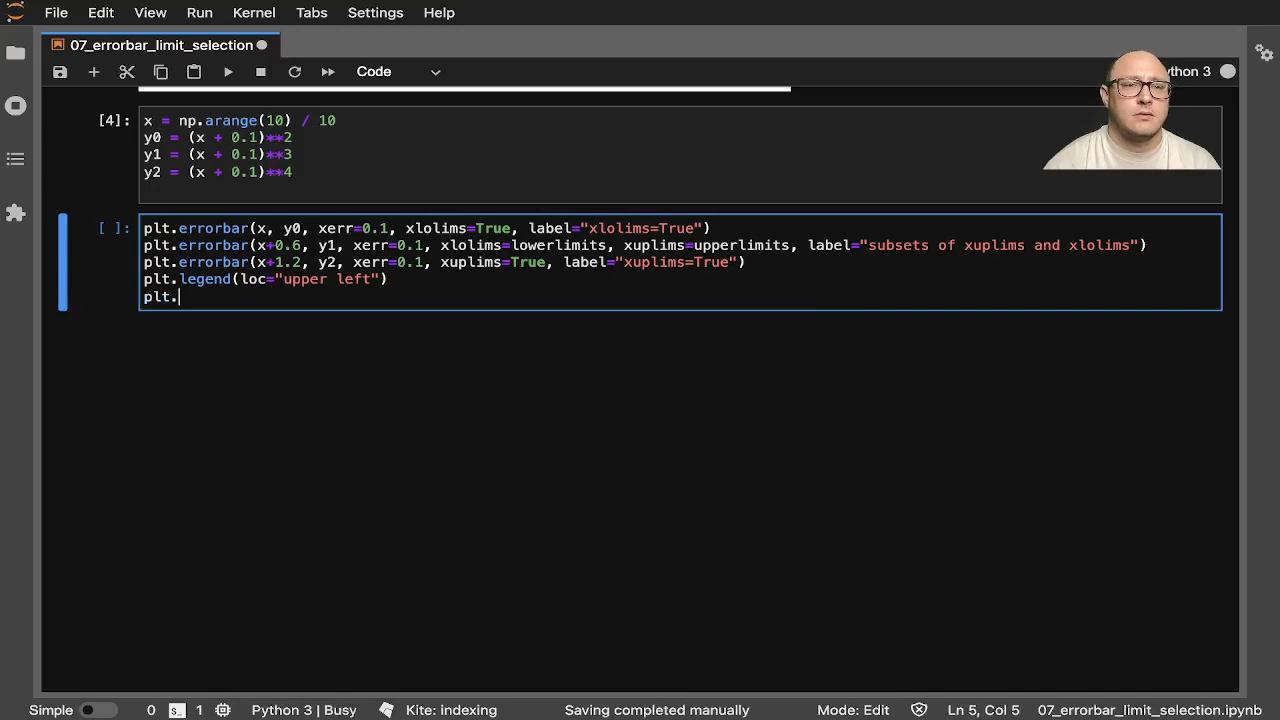 File Edit View Run Kernel Tabs Settings Help
07_errorbar_limit_selection
Code
ython 3
[4]:
x = np.arange(10) / 10
y0 = (x + 0.1)**2
y1 = (x + 0.1)**3
y2 = (x + 0.1)**4
[ ]:
plt.errorbar(x, y0, xerr=0.1, xlolims=True, label="xlolims=True")
plt.errorbar(x+0.6, y1, xerr=0.1, xlolims=lowerlimits, xuplims=upperlimits, label="subsets of xuplims and xlolims")
plt.errorbar(x+1.2, y2, xerr=0.1, xuplims=True, label="xuplims=True")
plt.legend(loc="upper left")
plt.
Simple 0 s_ 1 Python 3 | Busy Kite: indexing Saving completed manually Mode: Edit Ln 5, Col 5 07_errorbar_limit_selection.ipynb